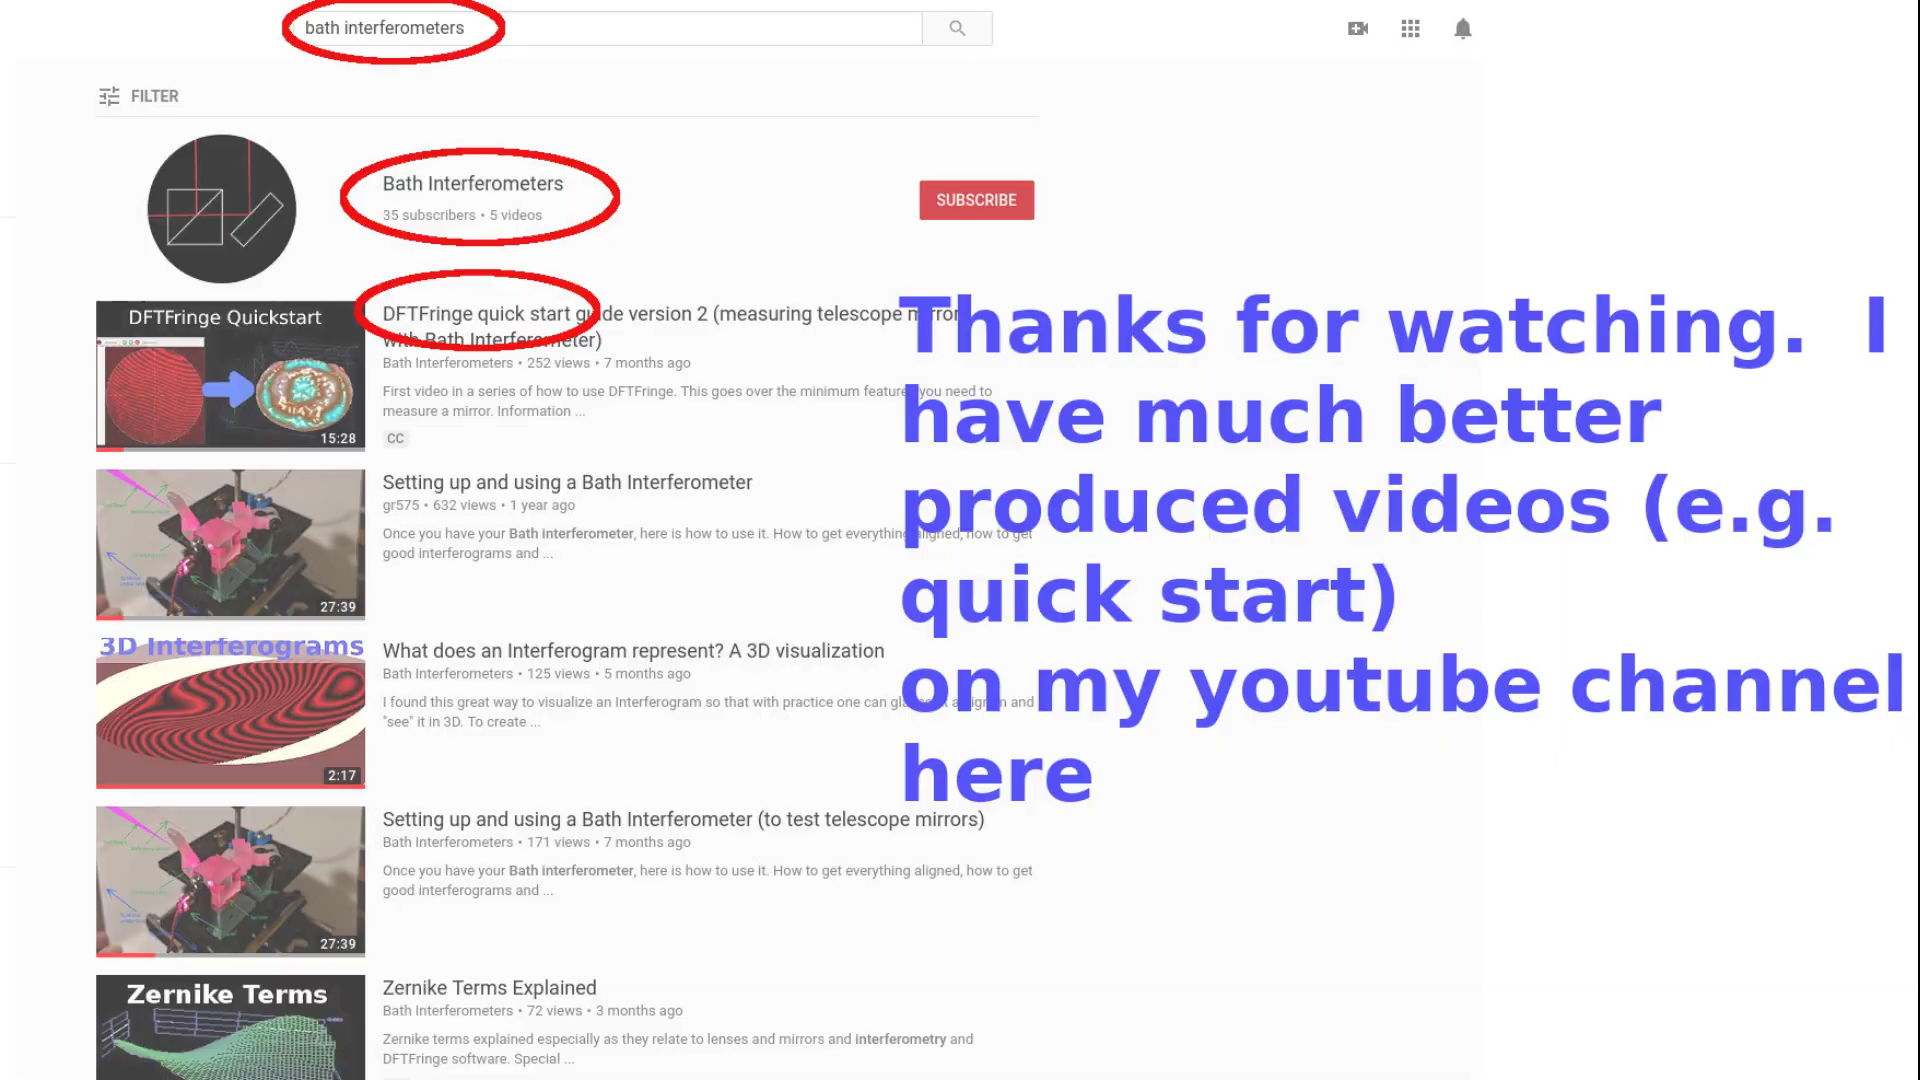 bath interferometers
FILTER
Bath Interferometers
35 subscribers • 5 videos
SUBSCRIBE
DFTFringe Quickstart
15:28
DFTFringe quick start guide version 2 (measuring telescope mirror
with Bath Interferometer)
Bath Interferometers • 252 views • 7 months ago
First video in a series of how to use DFTFringe. This goes over the minimum features you need to
measure a mirror. Information ...
CC
Thanks for watching. I
have much better
produced videos (e.g.
quick start)
on my youtube channel
here
27:39
Setting up and using a Bath Interferometer
gr575 • 632 views • 1 year ago
Once you have your Bath interferometer, here is how to use it. How to get everything aligned, how to get
good interferograms and ...
3D Interferograms
2:17
What does an Interferogram represent? A 3D visualization
Bath Interferometers • 125 views • 5 months ago
I found this great way to visualize an Interferogram so that with practice one can glance at a igram and
"see" it in 3D. To create ...
27:39
Setting up and using a Bath Interferometer (to test telescope mirrors)
Bath Interferometers • 171 views • 7 months ago
Once you have your Bath interferometer, here is how to use it. How to get everything aligned, how to get
good interferograms and ...
Zernike Terms
Zernike Terms Explained
Bath Interferometers • 72 views • 3 months ago
Zernike terms explained especially as they relate to lenses and mirrors and interferometry and
DFTFringe software. Special ...